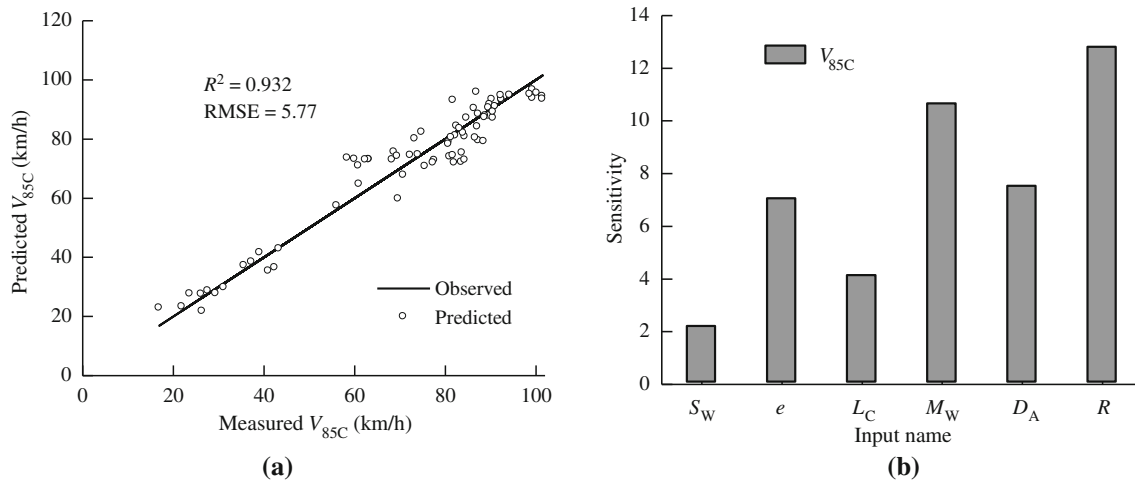 120
100
80
60
40
20
0
Predicted V85C (km/h)
R² = 0.932
RMSE = 5.77
Observed
Predicted
0 20 40 60 80 100
Measured V85C (km/h)
(a)
14
12
10
8
6
4
2
0
Sensitivity
V85C
SW e LC MW DA R
Input name
(b)